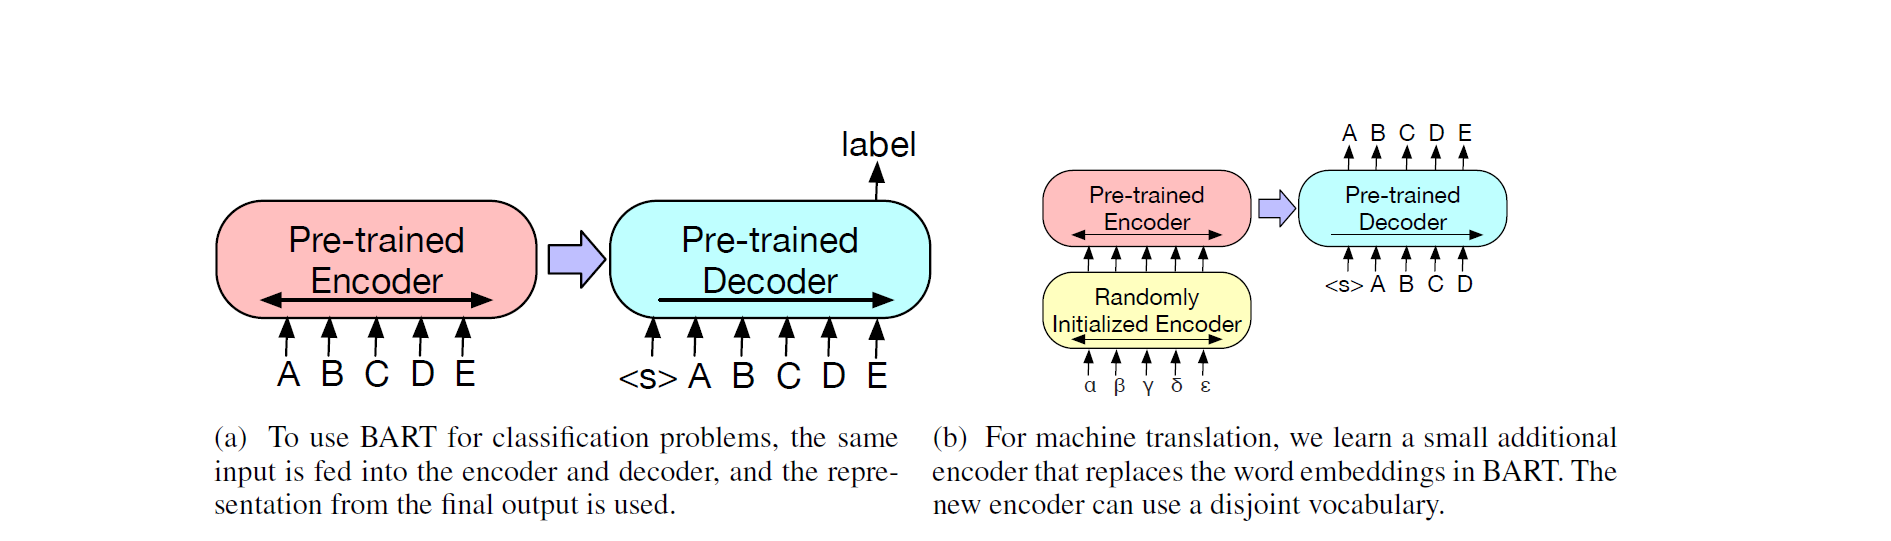 label
Pre-trained
Encoder
Pre-trained
Decoder
A B C D E
<s> A B C D E
(a) To use BART for classification problems, the same
input is fed into the encoder and decoder, and the repre-
sentation from the final output is used.
A B C D E
Pre-trained
Encoder
Pre-trained
Decoder
<s> A B C D
Randomly
Initialized Encoder
α β γ δ ε
(b) For machine translation, we learn a small additional
encoder that replaces the word embeddings in BART. The
new encoder can use a disjoint vocabulary.